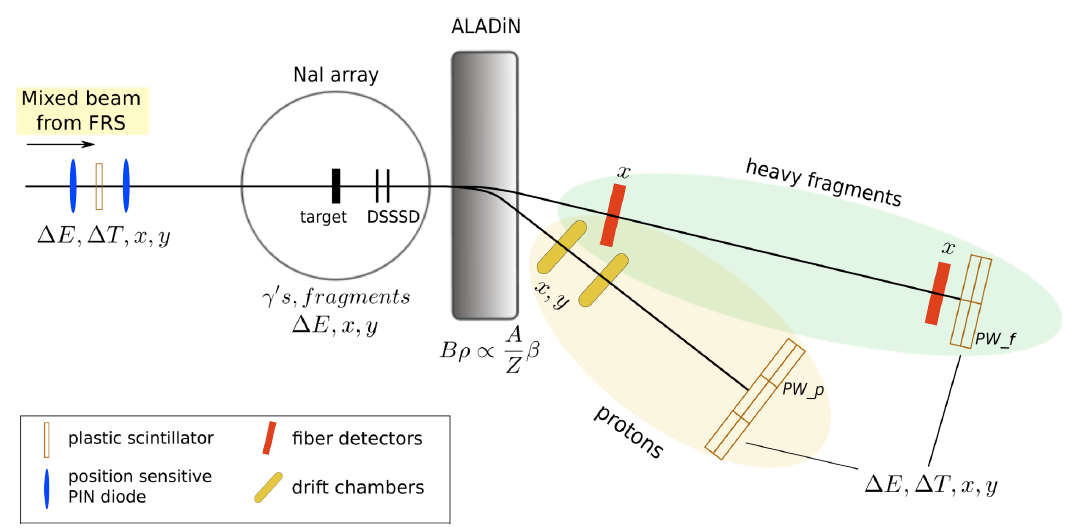 ALADiN
NaI array
Mixed beam
from FRS
target
DSSSD
ΔE, ΔT, x, y
γ's, fragments
ΔE, x, y
Bρ ∝ A/Z β
heavy fragments
x
x
x, y
PW_f
PW_p
protons
ΔE, ΔT, x, y
plastic scintillator
fiber detectors
position sensitive
PIN diode
drift chambers